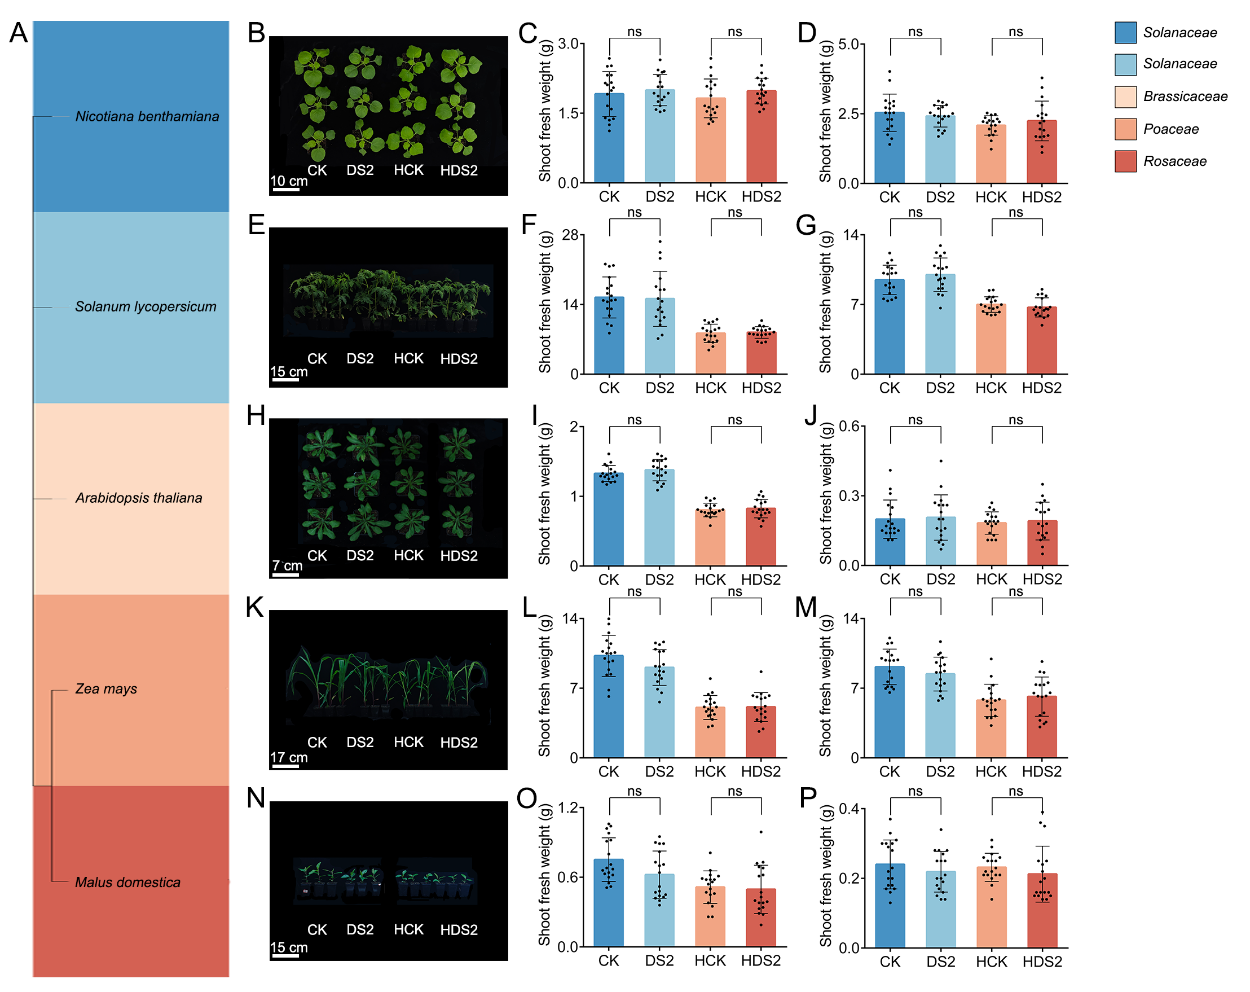 A
Nicotiana benthamiana
Solanum lycopersicum
Arabidopsis thaliana
Zea mays
Malus domestica
B
CK DS2 HCK HDS2
10 cm
C
Shoot fresh weight (g)
3.0
1.5
0.0
ns ns
CK DS2 HCK HDS2
D
Shoot fresh weight (g)
5.0
2.5
0.0
ns ns
CK DS2 HCK HDS2
Solanaceae
Solanaceae
Brassicaceae
Poaceae
Rosaceae
E
CK DS2 HCK HDS2
15 cm
F
Shoot fresh weight (g)
28
14
0
ns ns
CK DS2 HCK HDS2
G
Shoot fresh weight (g)
14
7
0
ns ns
CK DS2 HCK HDS2
H
CK DS2 HCK HDS2
7 cm
I
Shoot fresh weight (g)
2
1
0
ns ns
CK DS2 HCK HDS2
J
Shoot fresh weight (g)
0.6
0.3
0.0
ns ns
CK DS2 HCK HDS2
K
CK DS2 HCK HDS2
17 cm
L
Shoot fresh weight (g)
14
7
0
ns ns
CK DS2 HCK HDS2
M
Shoot fresh weight (g)
14
7
0
ns ns
CK DS2 HCK HDS2
N
CK DS2 HCK HDS2
15 cm
O
Shoot fresh weight (g)
1.2
0.6
0.0
ns ns
CK DS2 HCK HDS2
P
Shoot fresh weight (g)
0.4
0.2
0.0
ns ns
CK DS2 HCK HDS2